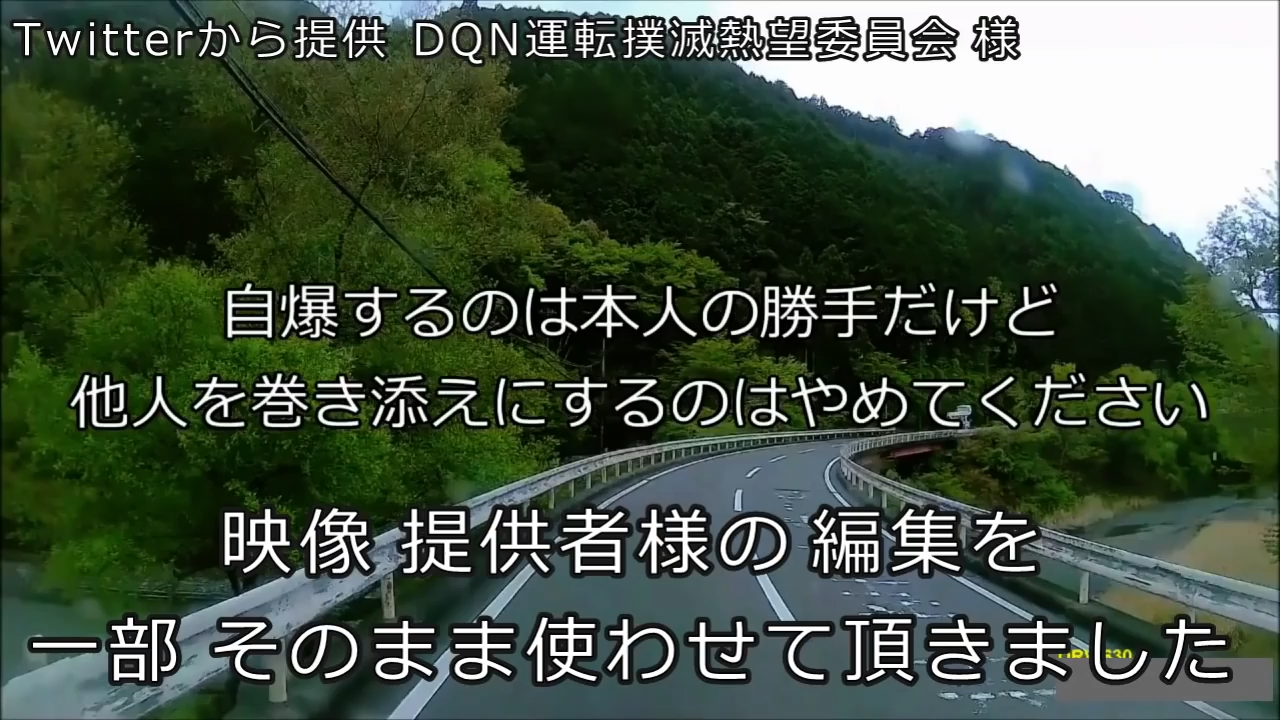 Twitterから提供 DQN運転撲滅熱望委員会 様
自爆するのは本人の勝手だけど
他人を巻き添えにするのはやめてください
映像 提供者様の 編集を
一部 そのまま使わせて頂きました